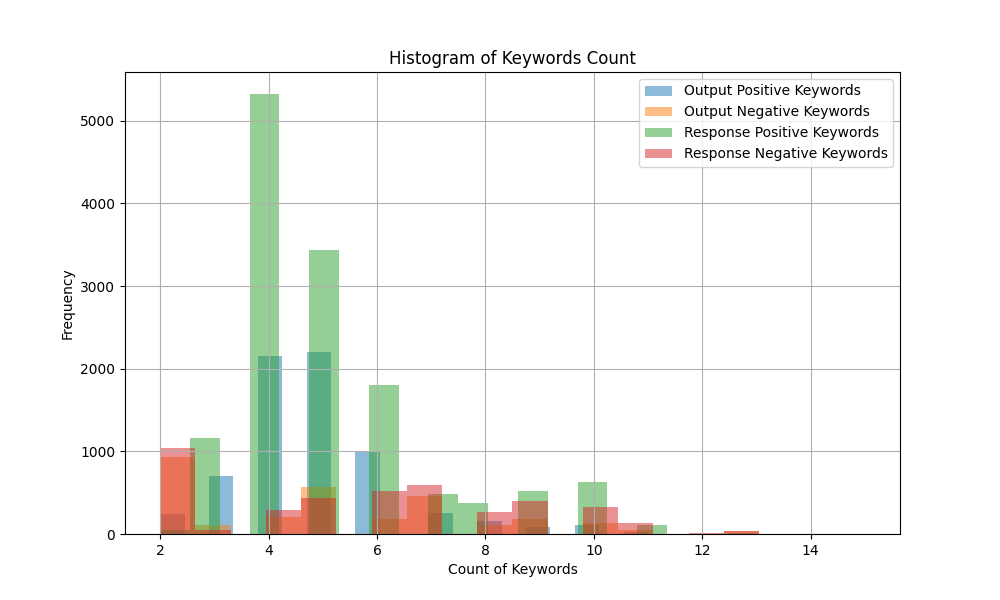 Histogram of Keywords Count
Output Positive Keywords
Output Negative Keywords
Response Positive Keywords
Response Negative Keywords
5000
4000
3000
2000
1000
0
Frequency
2 4 6 8 10 12 14
Count of Keywords